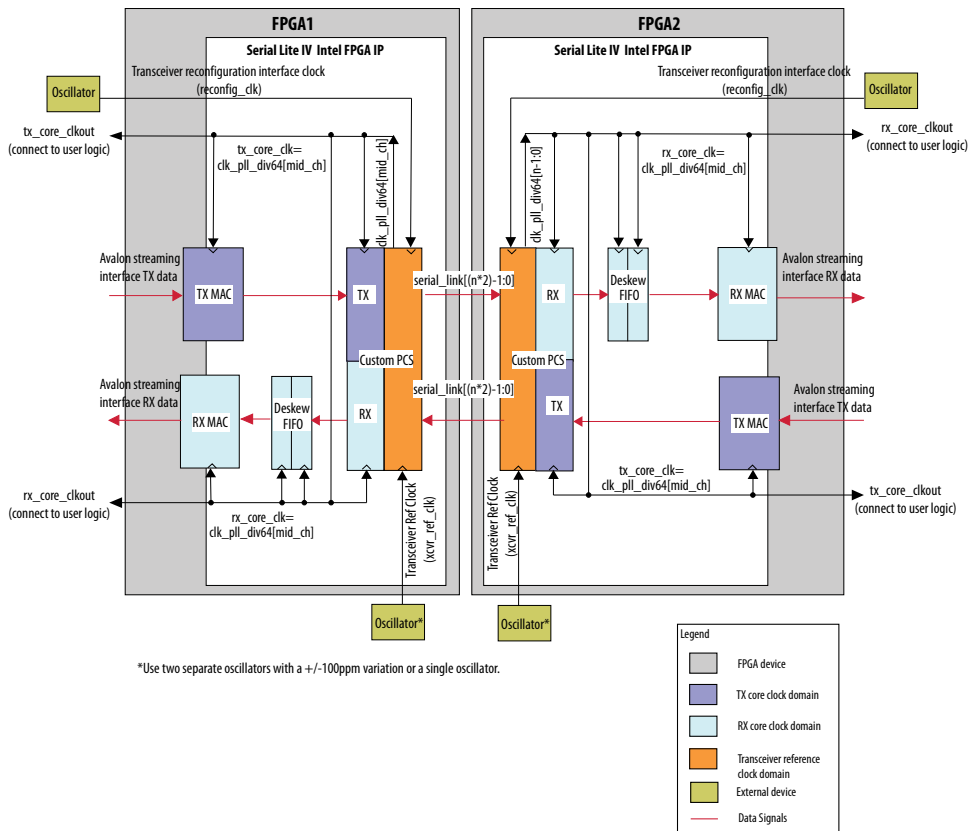 FPGA1
FPGA2
Serial Lite IV Intel FPGA IP
Serial Lite IV Intel FPGA IP
Oscillator
Transceiver reconfiguration interface clock
(reconfig_clk)
Transceiver reconfiguration interface clock
(reconfig_clk)
Oscillator
tx_core_clkout
(connect to user logic)
tx_core_clk=
clk_pll_div64[mid_ch]
clk_pll_div64[mid_ch]
clk_pll_div64[n-1:0]
rx_core_clk=
clk_pll_div64[mid_ch]
rx_core_clkout
(connect to user logic)
Avalon streaming
interface TX data
TX MAC
TX
serial_link[(n*2)-1:0]
RX
Deskew
FIFO
RX MAC
Avalon streaming
interface RX data
Custom PCS
Custom PCS
Avalon streaming
interface RX data
RX MAC
Deskew
FIFO
RX
serial_link[(n*2)-1:0]
TX
TX MAC
Avalon streaming
interface TX data
rx_core_clkout
(connect to user logic)
rx_core_clk=
clk_pll_div64[mid_ch]
Transceiver Ref Clock
(xcvr_ref_clk)
Transceiver Ref Clock
(xcvr_ref_clk)
tx_core_clk=
clk_pll_div64[mid_ch]
tx_core_clkout
(connect to user logic)
Oscillator*
Oscillator*
*Use two separate oscillators with a +/-100ppm variation or a single oscillator.
Legend
FPGA device
TX core clock domain
RX core clock domain
Transceiver reference
clock domain
External device
Data Signals